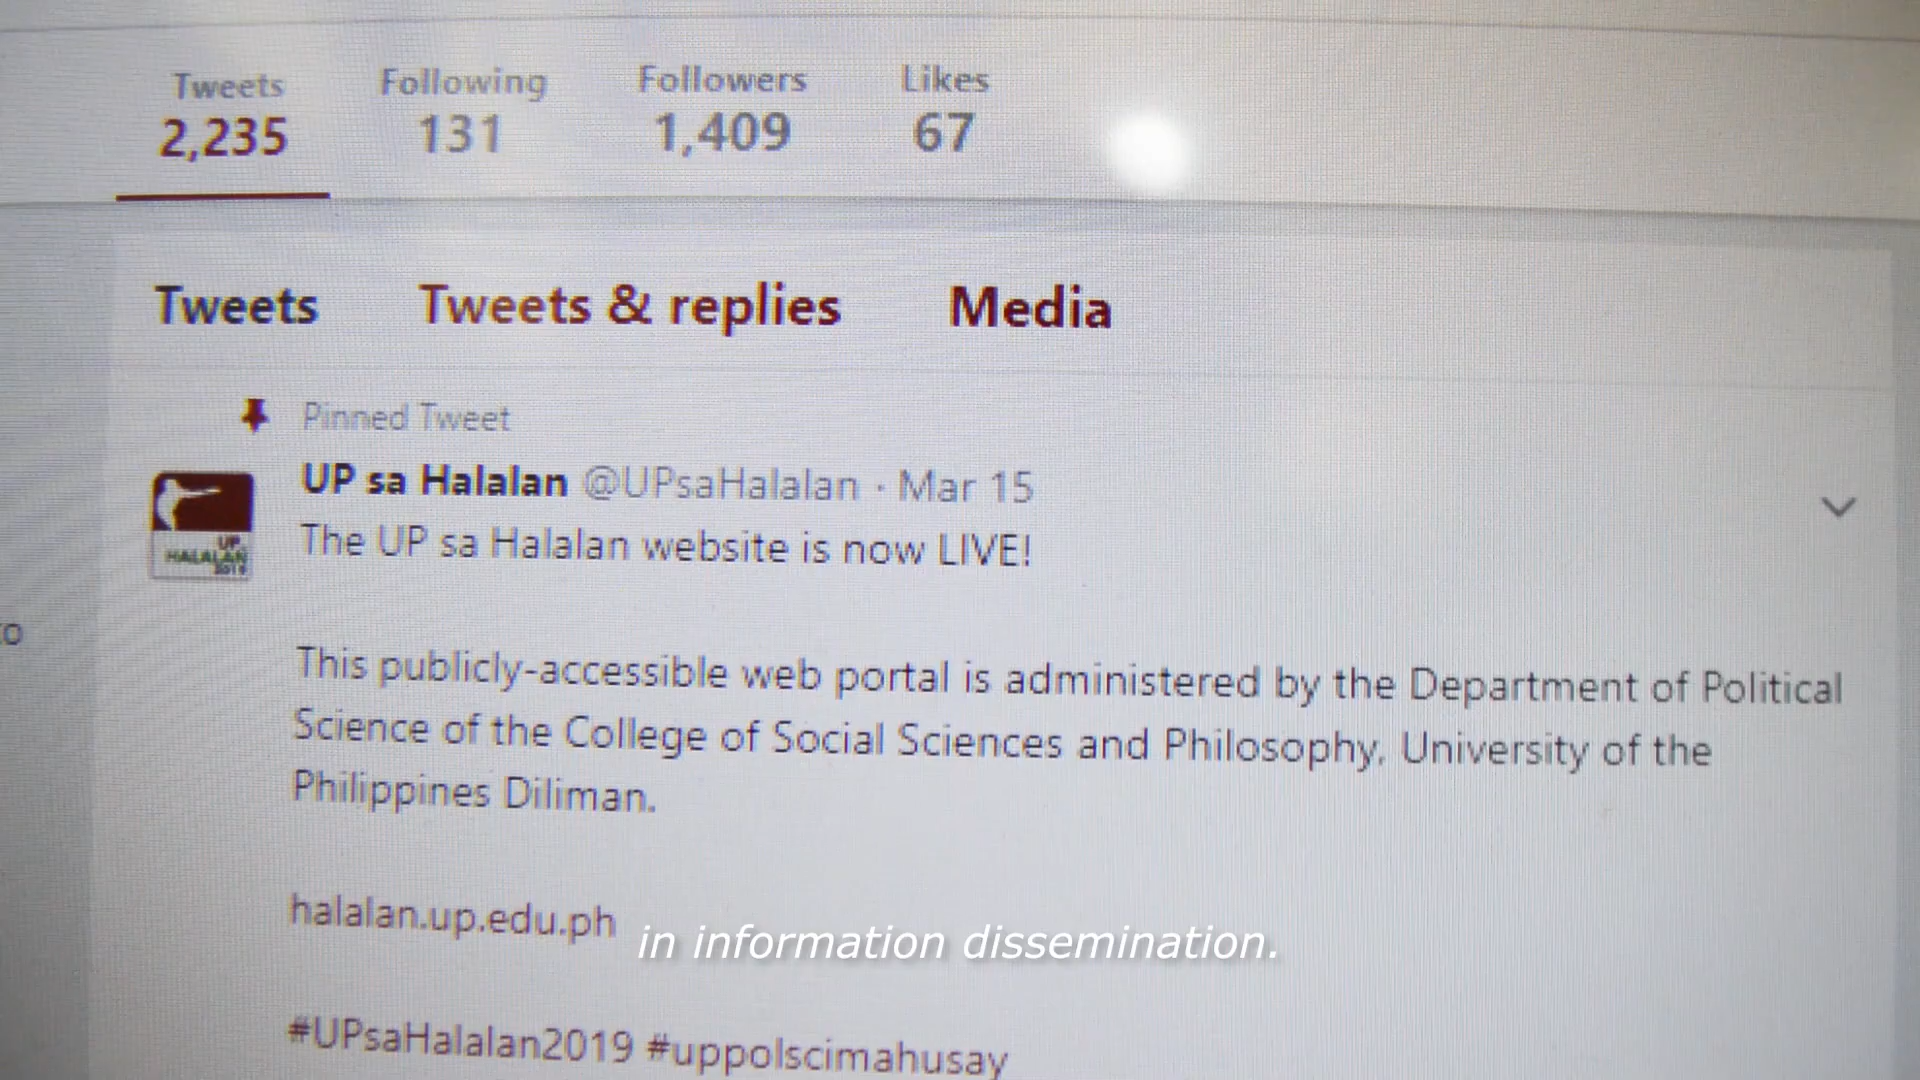 Tweets Following Followers Likes
2,235 131 1,409 67
Tweets Tweets & replies Media
Pinned Tweet
UP sa Halalan @UPsaHalalan · Mar 15
The UP sa Halalan website is now LIVE!
UP
HALALAN
2019
This publicly-accessible web portal is administered by the Department of Political
Science of the College of Social Sciences and Philosophy, University of the
Philippines Diliman.
halalan.up.edu.ph
in information dissemination.
#UPsaHalalan2019 #uppolscimahusay